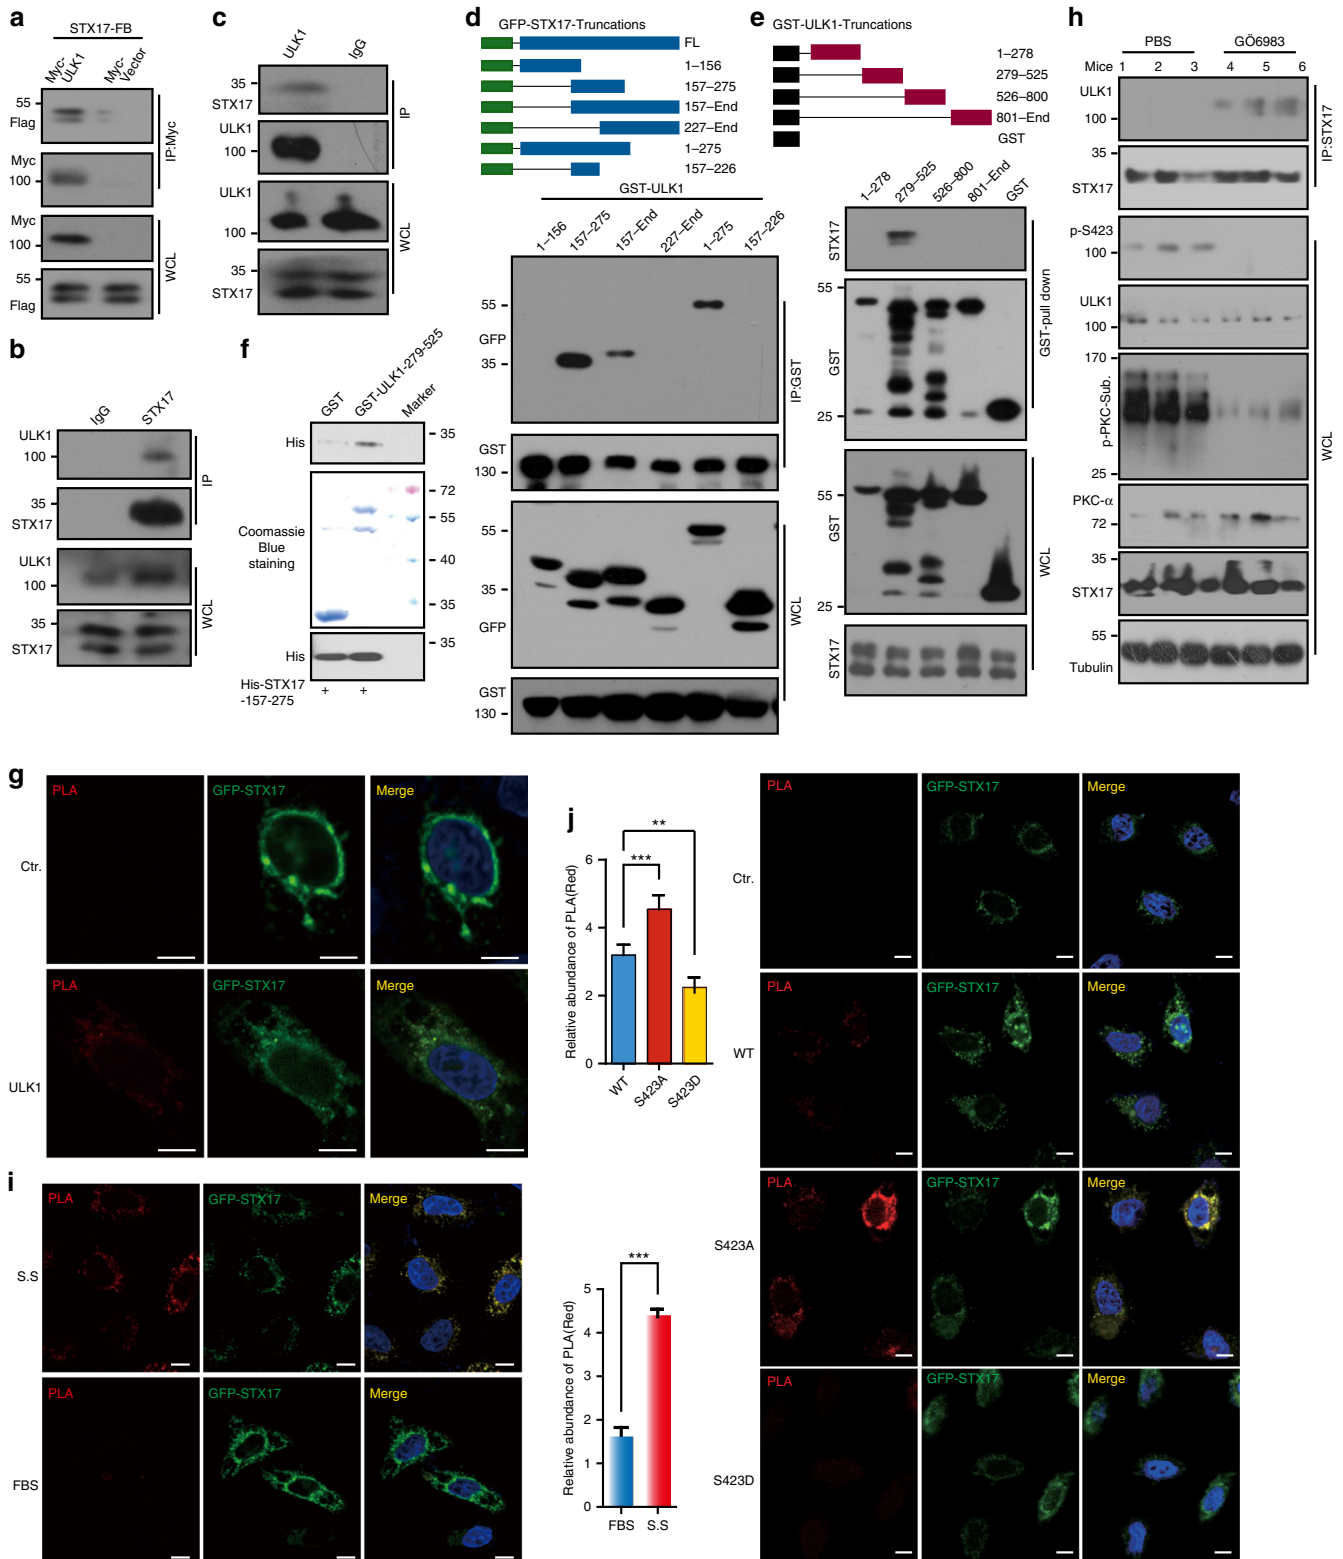 a
STX17-FB
Myc-ULK1
Myc-Vector
55
Flag
Myc
100
IP:Myc
Myc
100
55
Flag
WCL
b
IgG
STX17
ULK1
100
35
STX17
IP
ULK1
100
35
STX17
WCL
c
ULK1
IgG
35
STX17
ULK1
100
IP
ULK1
100
35
STX17
WCL
f
GST
GST-ULK1-279-525
Marker
His
35
Coomassie
Blue
staining
72
55
40
35
His
35
His-STX17
-157-275
+
+
d
GFP-STX17-Truncations
FL
1–156
157–275
157–End
227–End
1–275
157–226
GST-ULK1
1–156
157–275
157–End
227–End
1–275
157–226
55
GFP
35
GST
130
IP:GST
55
35
GFP
GST
130
WCL
e
GST-ULK1-Truncations
1–278
279–525
526–800
801–End
GST
1–278
279–525
526–800
801–End
GST
STX17
55
GST
25
GST-pull down
55
GST
25
STX17
WCL
h
PBS
GÖ6983
Mice
1
2
3
4
5
6
ULK1
100
35
STX17
IP:STX17
p-S423
100
ULK1
100
170
p-PKC-Sub.
25
PKC-α
72
35
STX17
55
Tubulin
WCL
g
PLA
GFP-STX17
Merge
Ctr.
PLA
GFP-STX17
Merge
ULK1
i
PLA
GFP-STX17
Merge
S.S
PLA
GFP-STX17
Merge
FBS
***
Relative abundance of PLA(Red)
5
4
3
2
1
0
FBS
S.S
j
**
***
Relative abundance of PLA(Red)
6
4
2
0
WT
S423A
S423D
PLA
GFP-STX17
Merge
Ctr.
PLA
GFP-STX17
Merge
WT
PLA
GFP-STX17
Merge
S423A
PLA
GFP-STX17
Merge
S423D